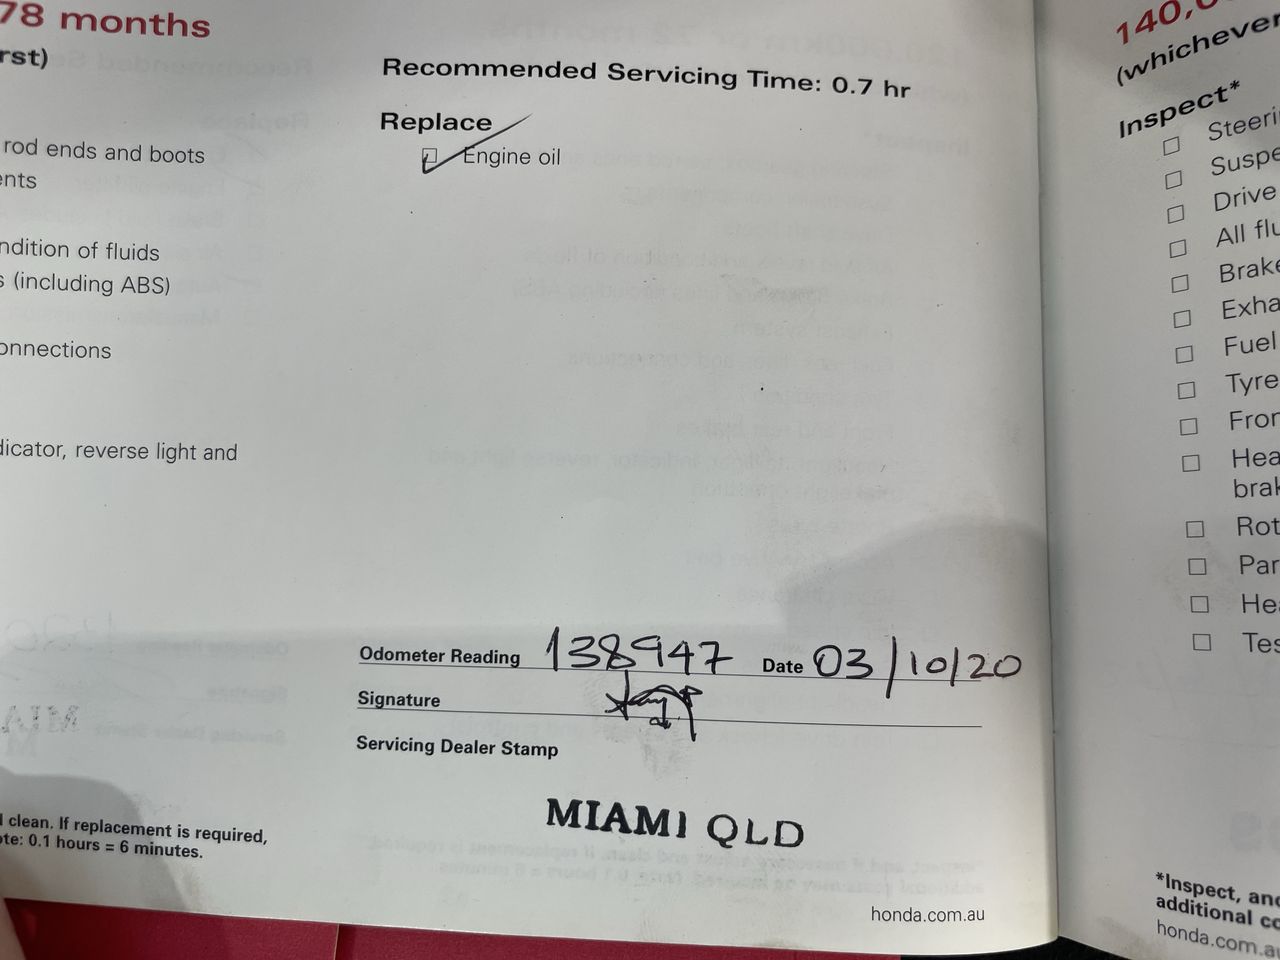 78 months
rst)
rod ends and boots
ents
ndition of fluids
s (including ABS)
onnections
dicator, reverse light and
l clean. If replacement is required,
ote: 0.1 hours = 6 minutes.
Recommended Servicing Time: 0.7 hr
Replace
Engine oil
Odometer Reading 138947 Date 03/10/20
Signature
Servicing Dealer Stamp
MIAMI QLD
honda.com.au
140,0
(whichever
Inspect*
Steeri
Suspe
Drive
All flu
Brake
Exha
Fuel
Tyre
Fron
Hea
brak
Rot
Par
Hea
Tes
*Inspect, and
additional co
honda.com.au